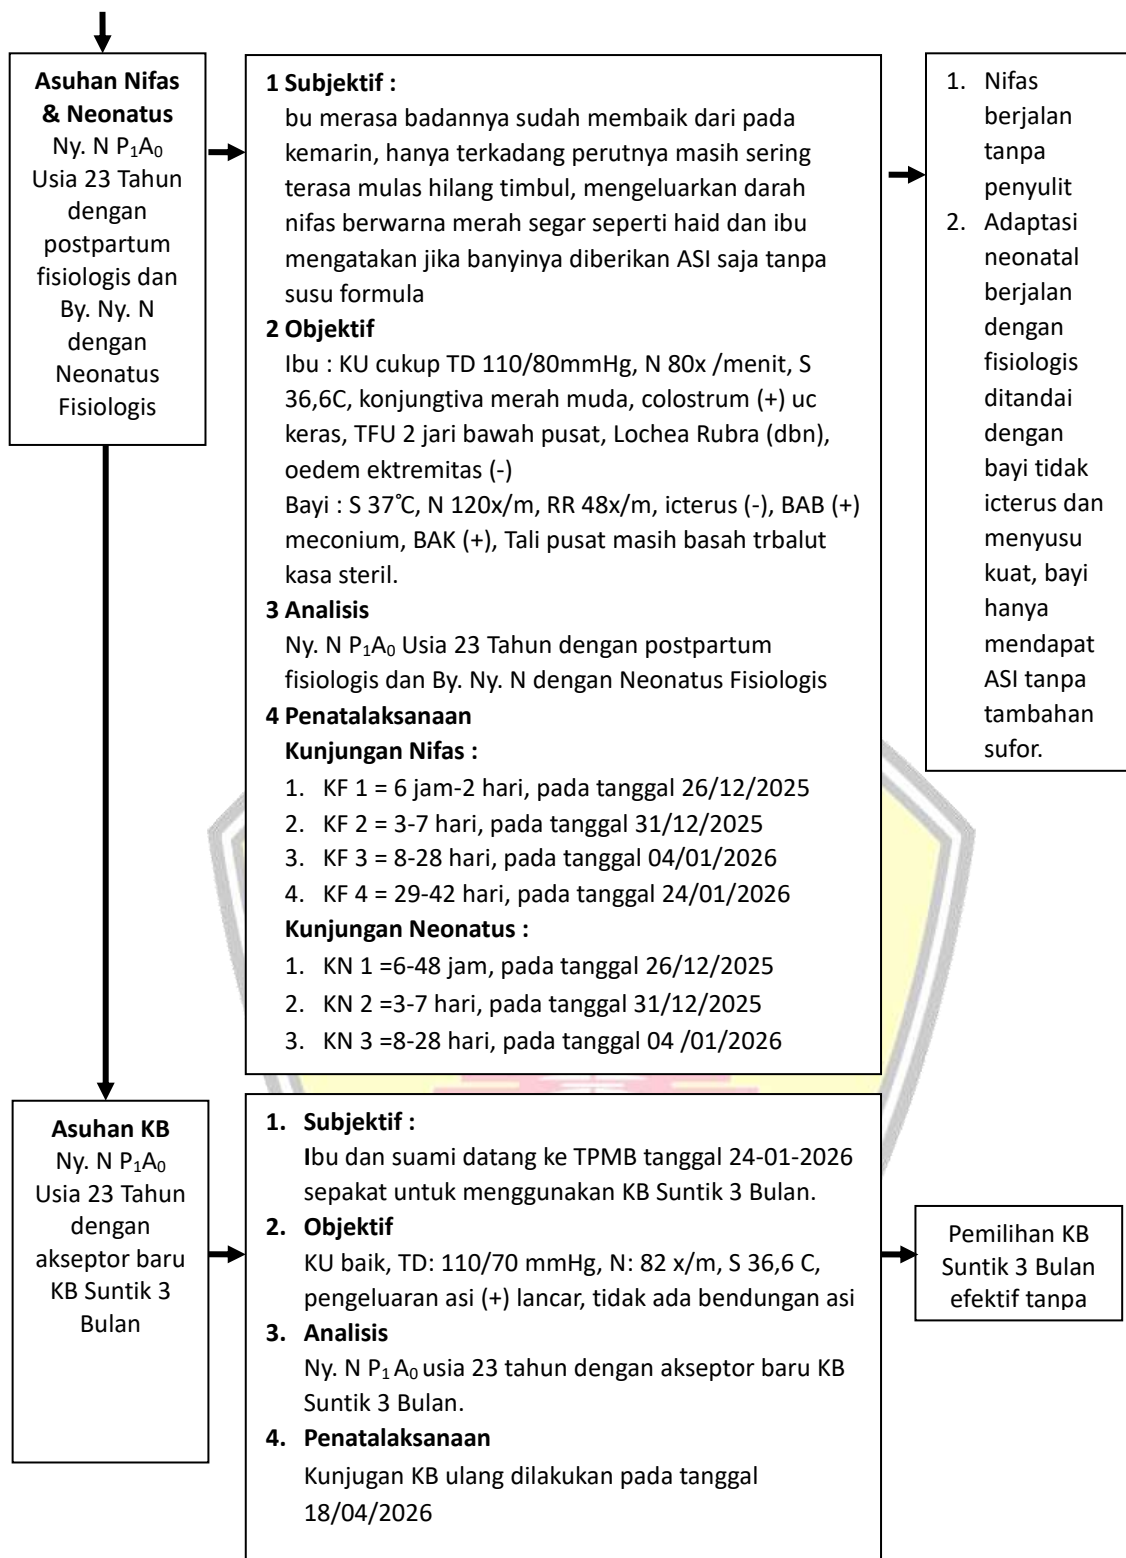 Asuhan Nifas
& Neonatus
Ny. N P₁A₀
Usia 23 Tahun
dengan
postpartum
fisiologis dan
By. Ny. N
dengan
Neonatus
Fisiologis
1 Subjektif :
bu merasa badannya sudah membaik dari pada
kemarin, hanya terkadang perutnya masih sering
terasa mulas hilang timbul, mengeluarkan darah
nifas berwarna merah segar seperti haid dan ibu
mengatakan jika banyinya diberikan ASI saja tanpa
susu formula
2 Objektif
Ibu : KU cukup TD 110/80mmHg, N 80x /menit, S
36,6C, konjungtiva merah muda, colostrum (+) uc
keras, TFU 2 jari bawah pusat, Lochea Rubra (dbn),
oedem ektremitas (-)
Bayi : S 37°C, N 120x/m, RR 48x/m, icterus (-), BAB (+)
meconium, BAK (+), Tali pusat masih basah trbalut
kasa steril.
3 Analisis
Ny. N P₁A₀ Usia 23 Tahun dengan postpartum
fisiologis dan By. Ny. N dengan Neonatus Fisiologis
4 Penatalaksanaan
Kunjungan Nifas :
1. KF 1 = 6 jam-2 hari, pada tanggal 26/12/2025
2. KF 2 = 3-7 hari, pada tanggal 31/12/2025
3. KF 3 = 8-28 hari, pada tanggal 04/01/2026
4. KF 4 = 29-42 hari, pada tanggal 24/01/2026
Kunjungan Neonatus :
1. KN 1 =6-48 jam, pada tanggal 26/12/2025
2. KN 2 =3-7 hari, pada tanggal 31/12/2025
3. KN 3 =8-28 hari, pada tanggal 04 /01/2026
1. Nifas
berjalan
tanpa
penyulit
2. Adaptasi
neonatal
berjalan
dengan
fisiologis
ditandai
dengan
bayi tidak
icterus dan
menyusu
kuat, bayi
hanya
mendapat
ASI tanpa
tambahan
sufor.
Asuhan KB
Ny. N P₁A₀
Usia 23 Tahun
dengan
akseptor baru
KB Suntik 3
Bulan
1. Subjektif :
Ibu dan suami datang ke TPMB tanggal 24-01-2026
sepakat untuk menggunakan KB Suntik 3 Bulan.
2. Objektif
KU baik, TD: 110/70 mmHg, N: 82 x/m, S 36,6 C,
pengeluaran asi (+) lancar, tidak ada bendungan asi
3. Analisis
Ny. N P₁ A₀ usia 23 tahun dengan akseptor baru KB
Suntik 3 Bulan.
4. Penatalaksanaan
Kunjugan KB ulang dilakukan pada tanggal
18/04/2026
Pemilihan KB
Suntik 3 Bulan
efektif tanpa